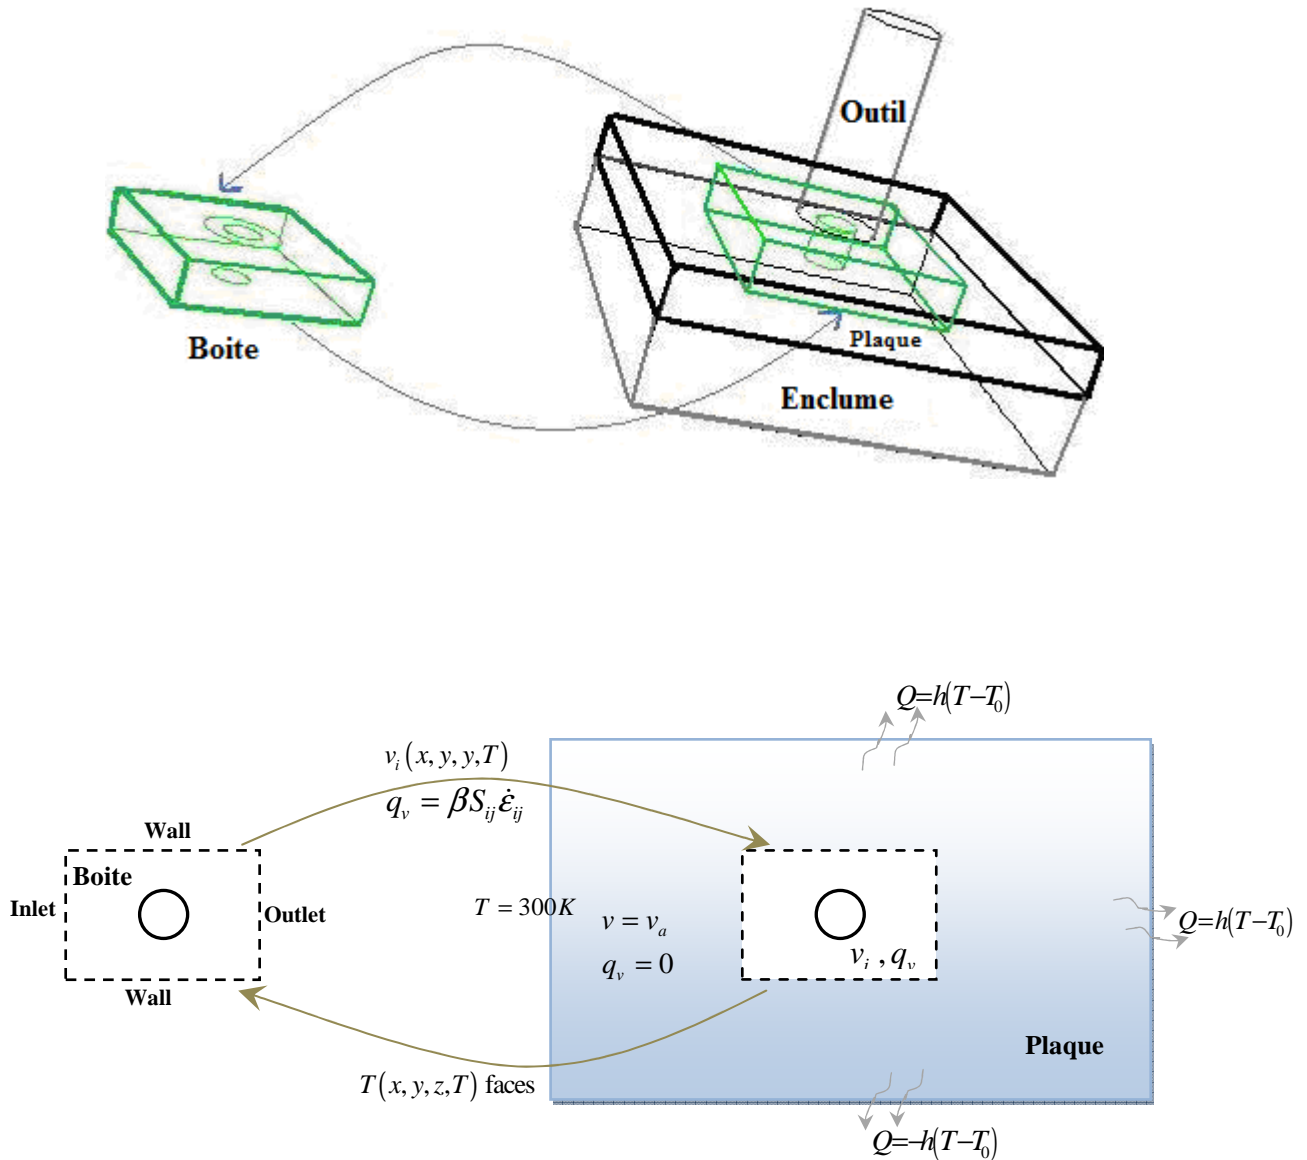 Outil
Boite
Plaque
Enclume
Q=h(T−T₀)
vᵢ(x, y, y,T)
qᵥ = βSᵢⱼε̇ᵢⱼ
Wall
Boite
Inlet
Outlet
T = 300K
v = vₐ
Q=h(T−T₀)
vᵢ , qᵥ
qᵥ = 0
Wall
Plaque
T(x, y, z,T) faces
Q=−h(T−T₀)